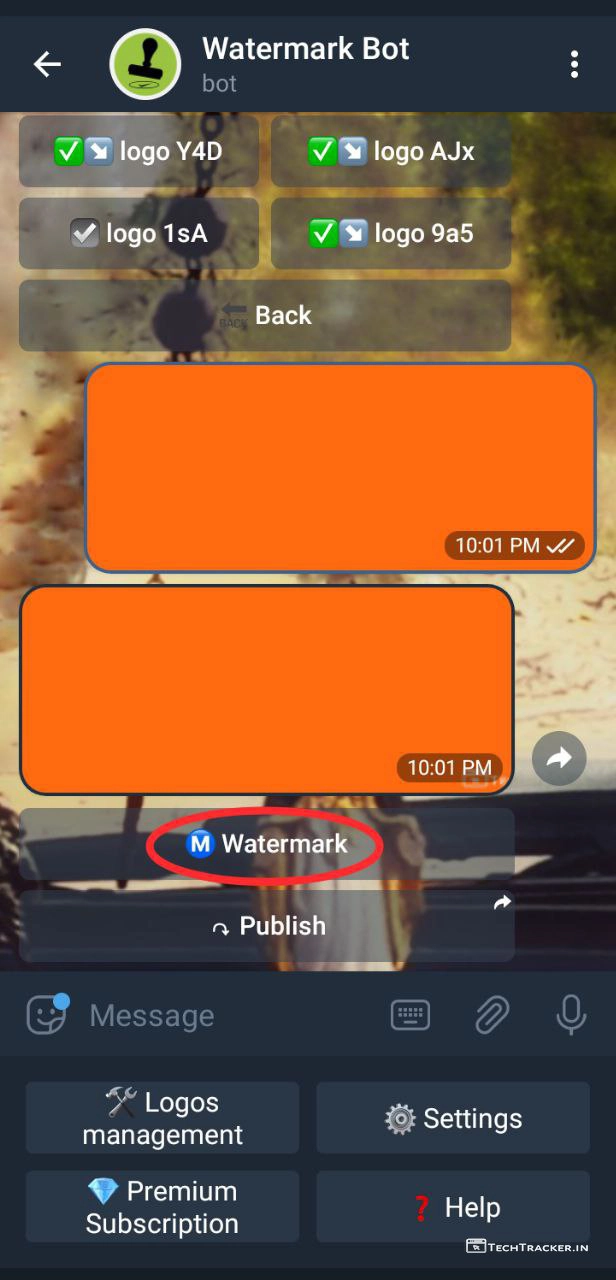 Watermark Bot
bot
logo Y4D
logo AJx
logo 1sA
logo 9a5
BACK Back
10:01 PM
10:01 PM
M Watermark
Publish
Message
Logos
management
Settings
Premium
Subscription
Help
TECHTRACKER.IN